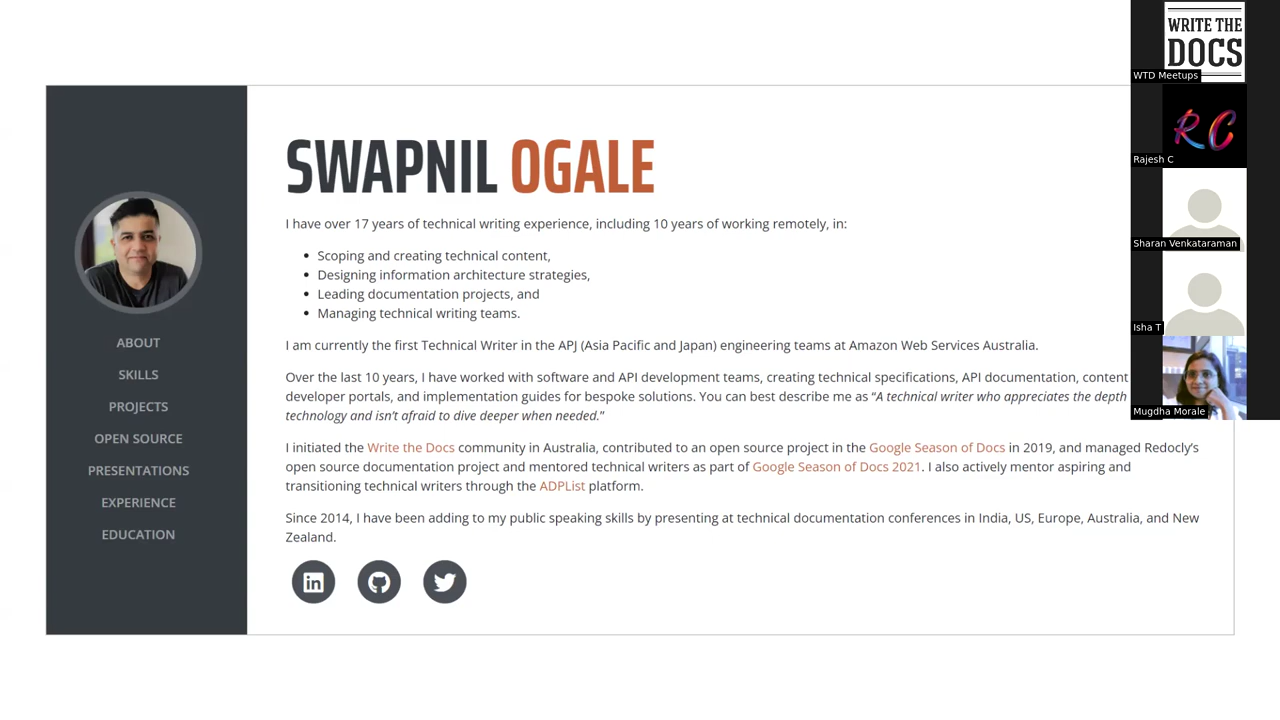 SWAPNIL OGALE
I have over 17 years of technical writing experience, including 10 years of working remotely, in:
• Scoping and creating technical content,
• Designing information architecture strategies,
• Leading documentation projects, and
• Managing technical writing teams.
I am currently the first Technical Writer in the APJ (Asia Pacific and Japan) engineering teams at Amazon Web Services Australia.
Over the last 10 years, I have worked with software and API development teams, creating technical specifications, API documentation, content
developer portals, and implementation guides for bespoke solutions. You can best describe me as “A technical writer who appreciates the depth
technology and isn’t afraid to dive deeper when needed.”
I initiated the Write the Docs community in Australia, contributed to an open source project in the Google Season of Docs in 2019, and managed Redocly’s
open source documentation project and mentored technical writers as part of Google Season of Docs 2021. I also actively mentor aspiring and
transitioning technical writers through the ADPList platform.
Since 2014, I have been adding to my public speaking skills by presenting at technical documentation conferences in India, US, Europe, Australia, and New
Zealand.
ABOUT
SKILLS
PROJECTS
OPEN SOURCE
PRESENTATIONS
EXPERIENCE
EDUCATION
WRITE THE
DOCS
WTD Meetups
RC
Rajesh C
Sharan Venkataraman
Isha T
Mugdha Morale